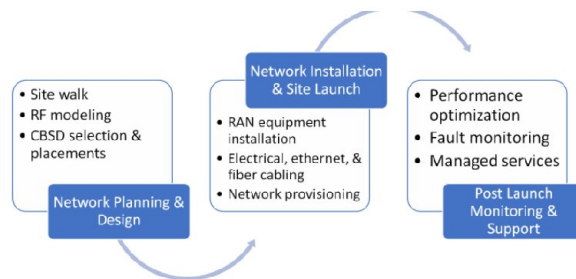 • Site walk
• RF modeling
• CBSD selection &
placements
Network Planning &
Design
Network Installation
& Site Launch
• RAN equipment
installation
• Electrical, ethernet, &
fiber cabling
• Network provisioning
• Performance
optimization
• Fault monitoring
• Managed services
Post Launch
Monitoring &
Support